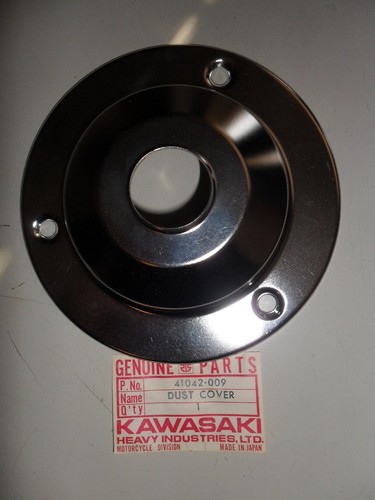 GENUINE PARTS
P. No. 41042-009
Name DUST COVER
Q'ty 1
KAWASAKI
HEAVY INDUSTRIES, LTD.
MOTORCYCLE DIVISION MADE IN JAPAN